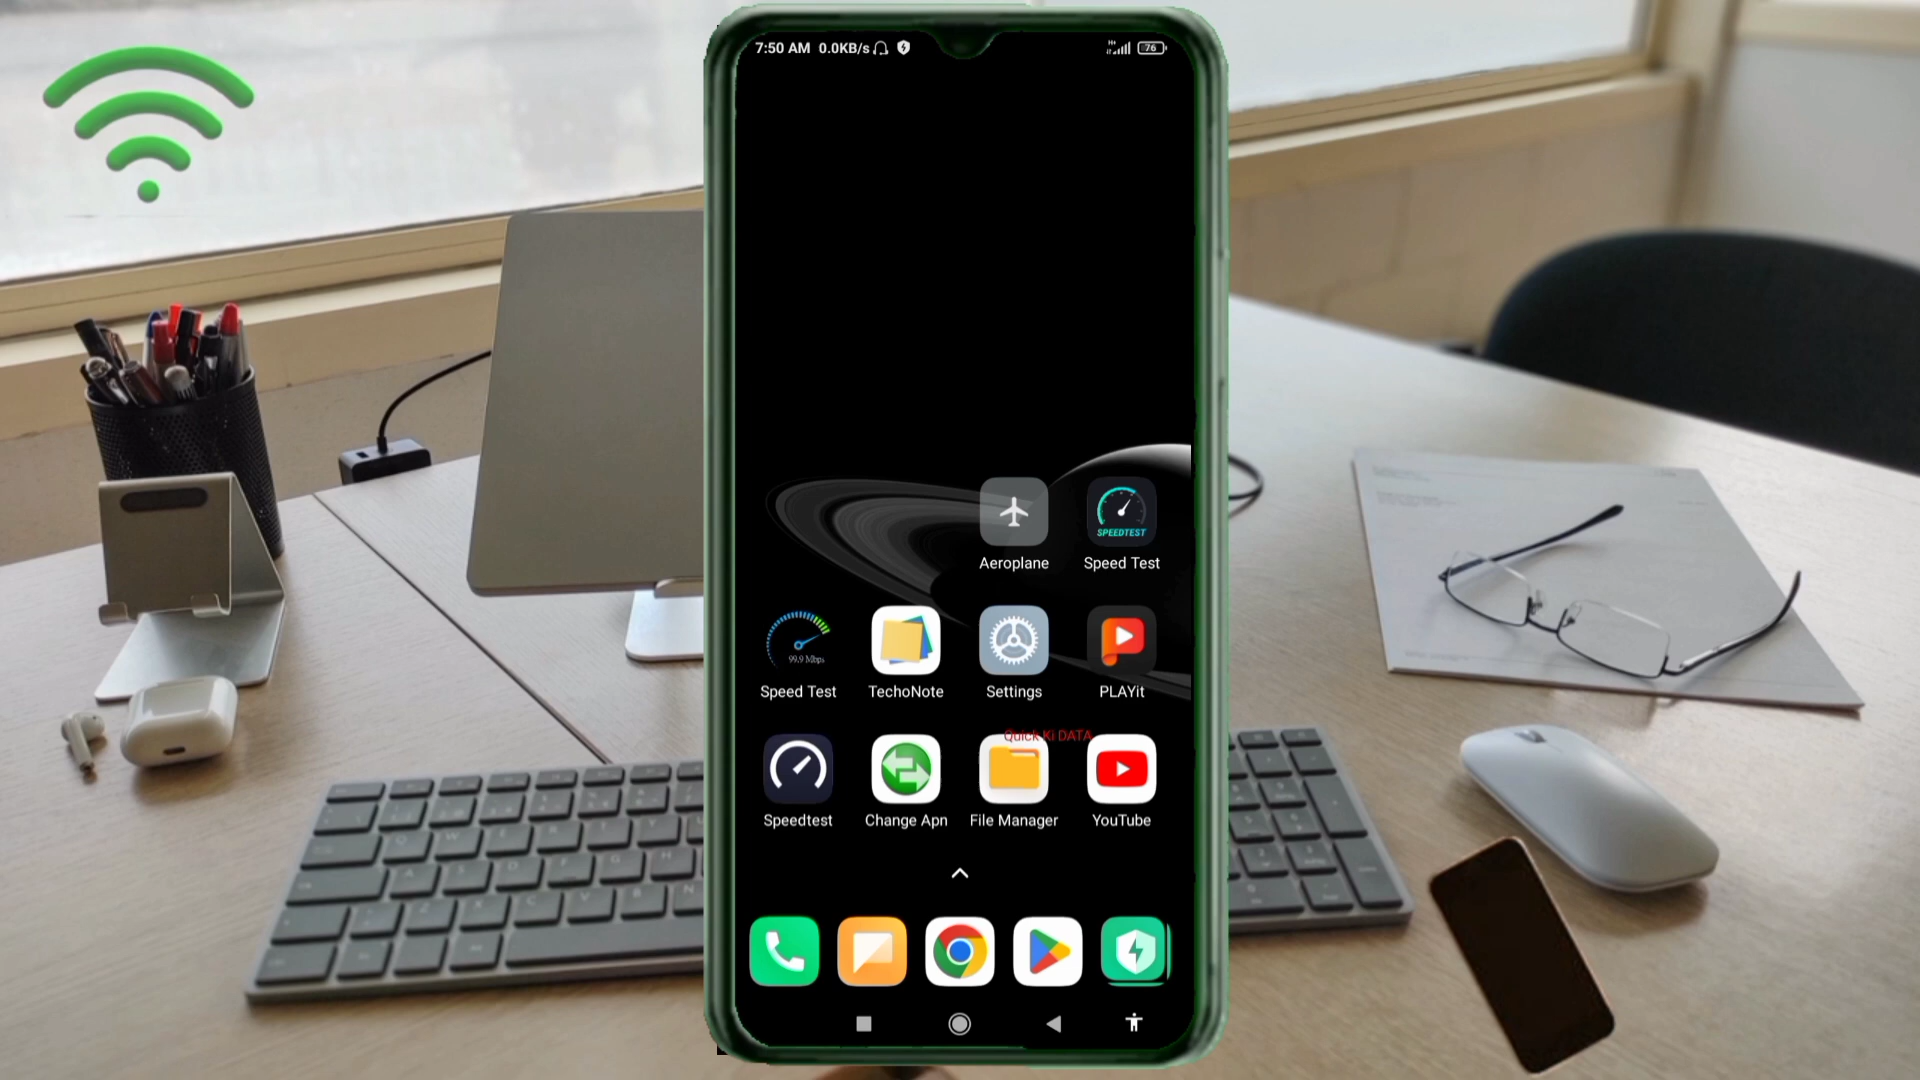 7:50 AM 0.0KB/s
76
SPEEDTEST
Aeroplane
Speed Test
99.9 Mbps
Speed Test
TechoNote
Settings
PLAYit
Quick Ki DATA
Speedtest
Change Apn
File Manager
YouTube